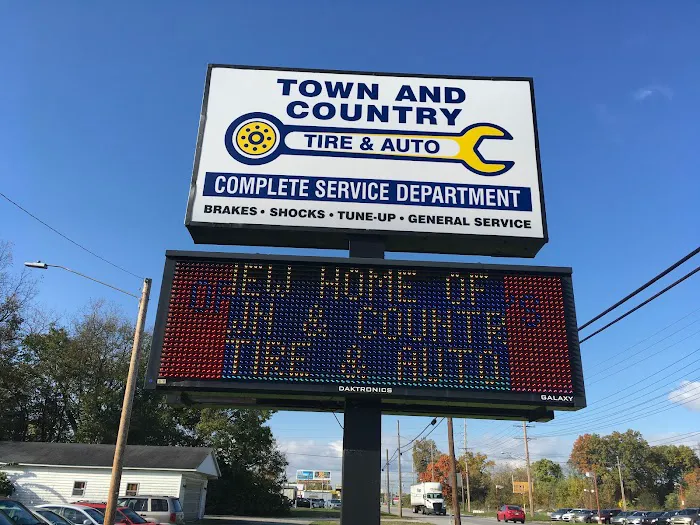 TOWN AND
COUNTRY
TIRE & AUTO
COMPLETE SERVICE DEPARTMENT
BRAKES • SHOCKS • TUNE-UP • GENERAL SERVICE
HOME OF
& COUNTR
TIRE & AUTO
DAKTRONICS
GALAXY